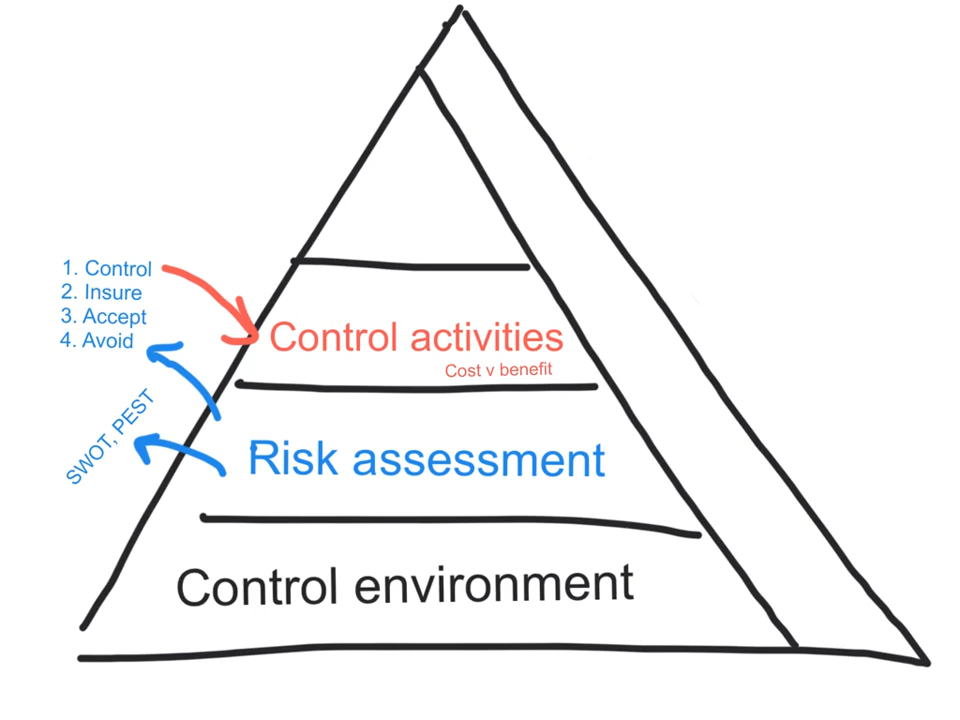 1. Control
2. Insure
3. Accept
4. Avoid
SWOT, PEST
Control activities
Cost v benefit
Risk assessment
Control environment